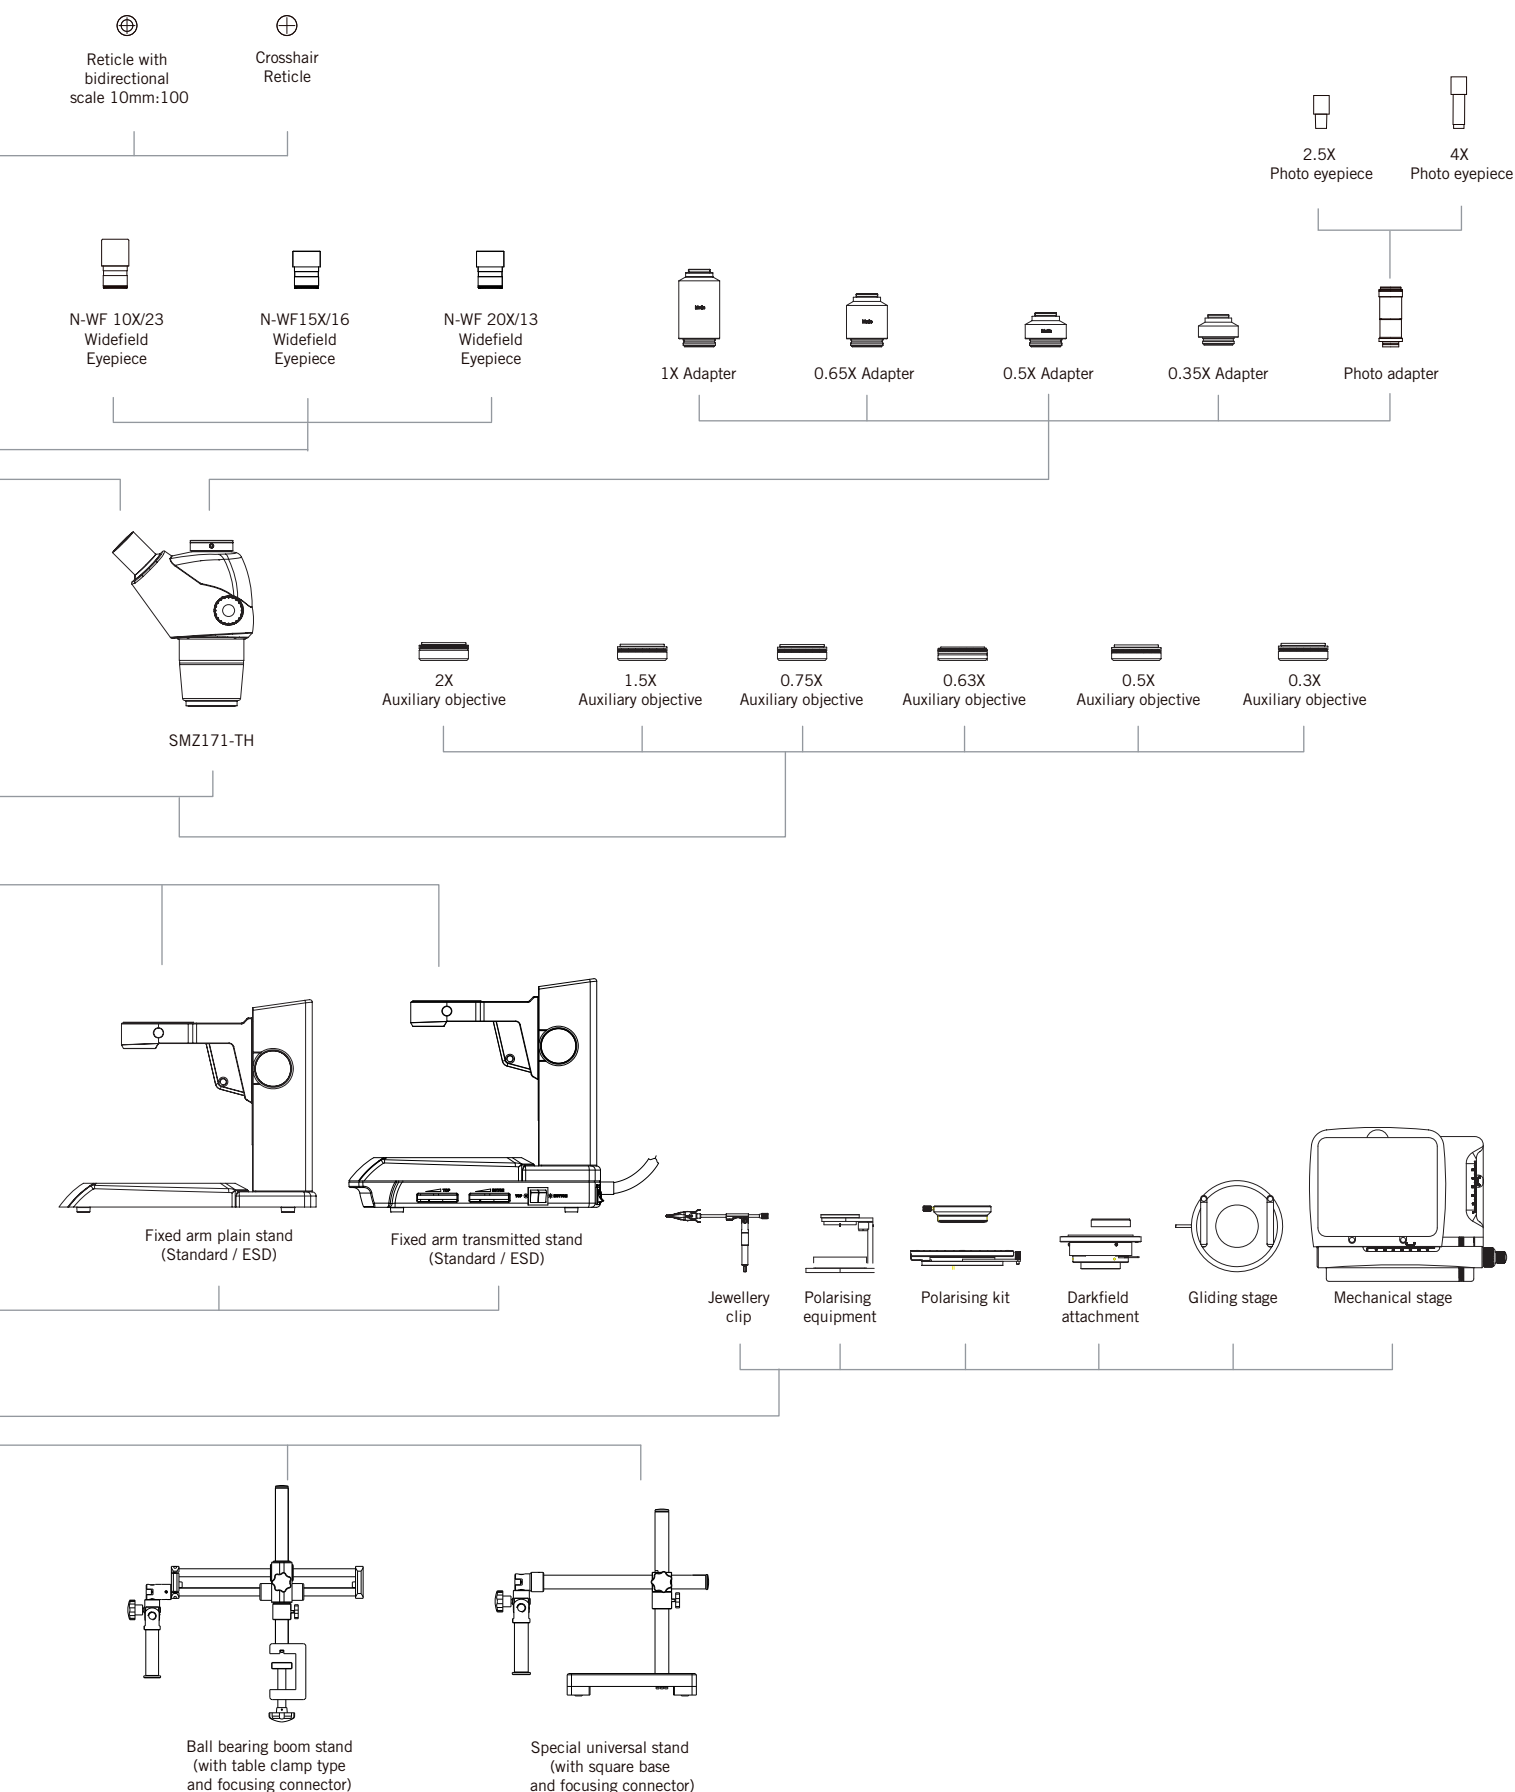 Reticle with
bidirectional
scale 10mm:100
Crosshair
Reticle
2.5X
Photo eyepiece
4X
Photo eyepiece
N-WF 10X/23
Widefield
Eyepiece
N-WF15X/16
Widefield
Eyepiece
N-WF 20X/13
Widefield
Eyepiece
1X Adapter
0.65X Adapter
0.5X Adapter
0.35X Adapter
Photo adapter
SMZ171-TH
2X
Auxiliary objective
1.5X
Auxiliary objective
0.75X
Auxiliary objective
0.63X
Auxiliary objective
0.5X
Auxiliary objective
0.3X
Auxiliary objective
Fixed arm plain stand
(Standard / ESD)
Fixed arm transmitted stand
(Standard / ESD)
Jewellery
clip
Polarising
equipment
Polarising kit
Darkfield
attachment
Gliding stage
Mechanical stage
Ball bearing boom stand
(with table clamp type
and focusing connector)
Special universal stand
(with square base
and focusing connector)